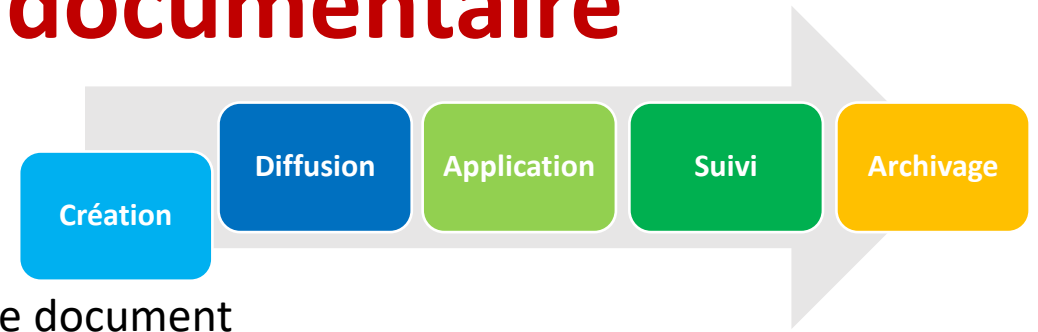 documentaire
Création
Diffusion
Application
Suivi
Archivage
e document